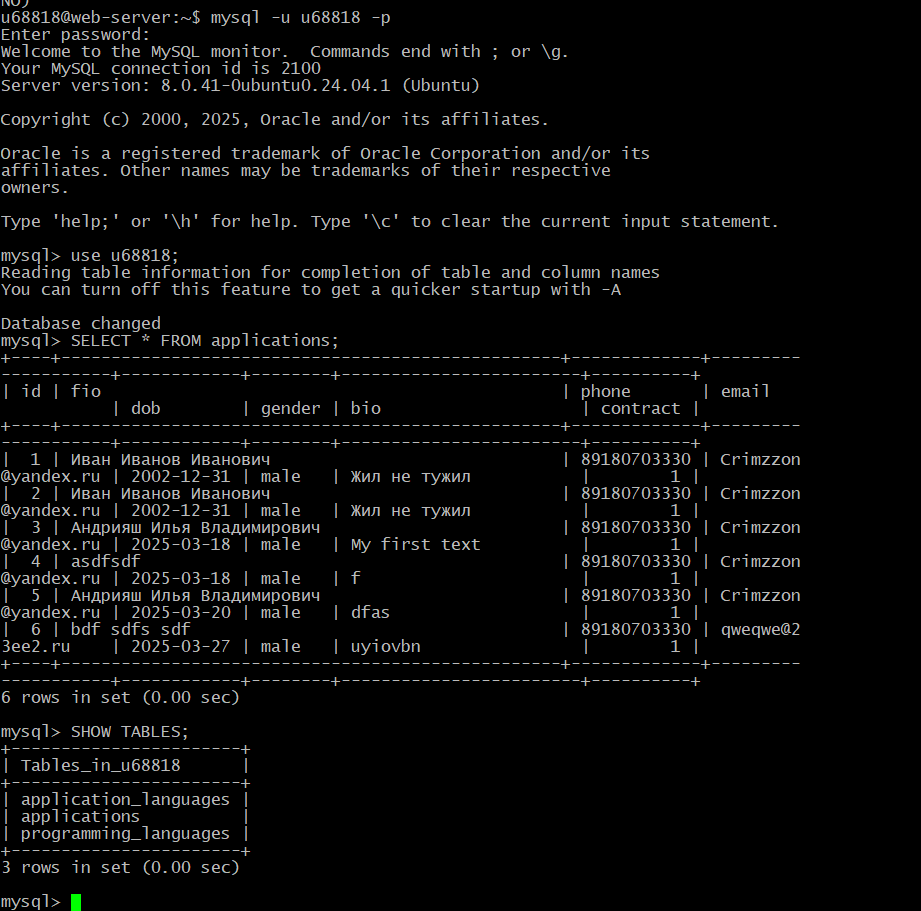 NO)
u68818@web-server:~$ mysql -u u68818 -p
Enter password:
Welcome to the MySQL monitor.  Commands end with ; or \g.
Your MySQL connection id is 2100
Server version: 8.0.41-0ubuntu0.24.04.1 (Ubuntu)

Copyright (c) 2000, 2025, Oracle and/or its affiliates.

Oracle is a registered trademark of Oracle Corporation and/or its
affiliates. Other names may be trademarks of their respective
owners.

Type 'help;' or '\h' for help. Type '\c' to clear the current input statement.

mysql> use u68818;
Reading table information for completion of table and column names
You can turn off this feature to get a quicker startup with -A

Database changed
mysql> SELECT * FROM applications;
+----+--------------------------------------------------+-------------+---------
-----------+------------+--------+------------------------+----------+
| id | fio                                              | phone       | email
           | dob        | gender | bio                    | contract |
+----+--------------------------------------------------+-------------+---------
-----------+------------+--------+------------------------+----------+
|  1 | Иван Иванов Иванович                             | 89180703330 | Crimzzon
@yandex.ru | 2002-12-31 | male   | Жил не тужил           |        1 |
|  2 | Иван Иванов Иванович                             | 89180703330 | Crimzzon
@yandex.ru | 2002-12-31 | male   | Жил не тужил           |        1 |
|  3 | Андрияш Илья Владимирович                        | 89180703330 | Crimzzon
@yandex.ru | 2025-03-18 | male   | My first text          |        1 |
|  4 | asdfsdf                                          | 89180703330 | Crimzzon
@yandex.ru | 2025-03-18 | male   | f                      |        1 |
|  5 | Андрияш Илья Владимирович                        | 89180703330 | Crimzzon
@yandex.ru | 2025-03-20 | male   | dfas                   |        1 |
|  6 | bdf sdfs sdf                                     | 89180703330 | qweqwe@2
3ee2.ru    | 2025-03-27 | male   | uyiovbn                |        1 |
+----+--------------------------------------------------+-------------+---------
-----------+------------+--------+------------------------+----------+
6 rows in set (0.00 sec)

mysql> SHOW TABLES;
+-----------------------+
| Tables_in_u68818      |
+-----------------------+
| application_languages |
| applications          |
| programming_languages |
+-----------------------+
3 rows in set (0.00 sec)

mysql>